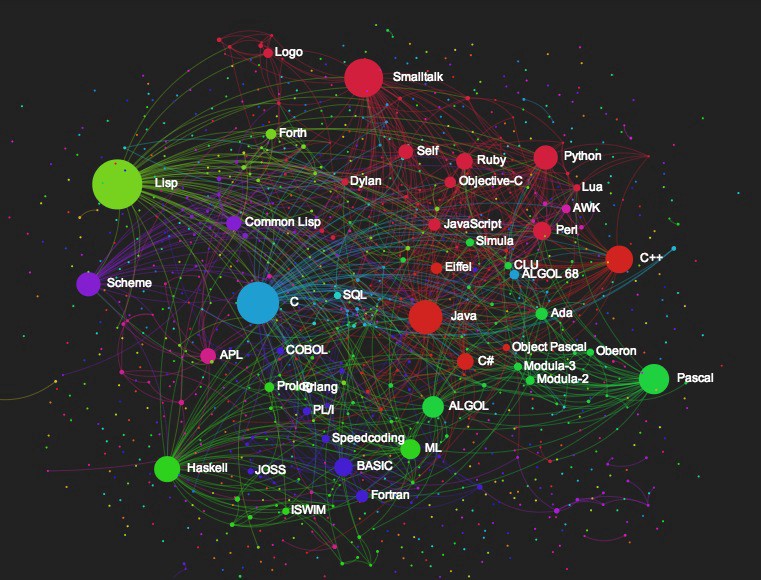 Logo
Smalltalk
Forth
Self
Ruby
Python
Lisp
Dylan
Objective-C
Lua
AWK
Common Lisp
JavaScript
Perl
Simula
C++
Eiffel
CLU
ALGOL 68
Scheme
SQL
C
Java
Ada
COBOL
Object Pascal
Oberon
APL
C#
Modula-3
Pascal
Modula-2
Prolog
Erlang
ALGOL
PL/I
Speedcoding
ML
Haskell
JOSS
BASIC
Fortran
ISWIM